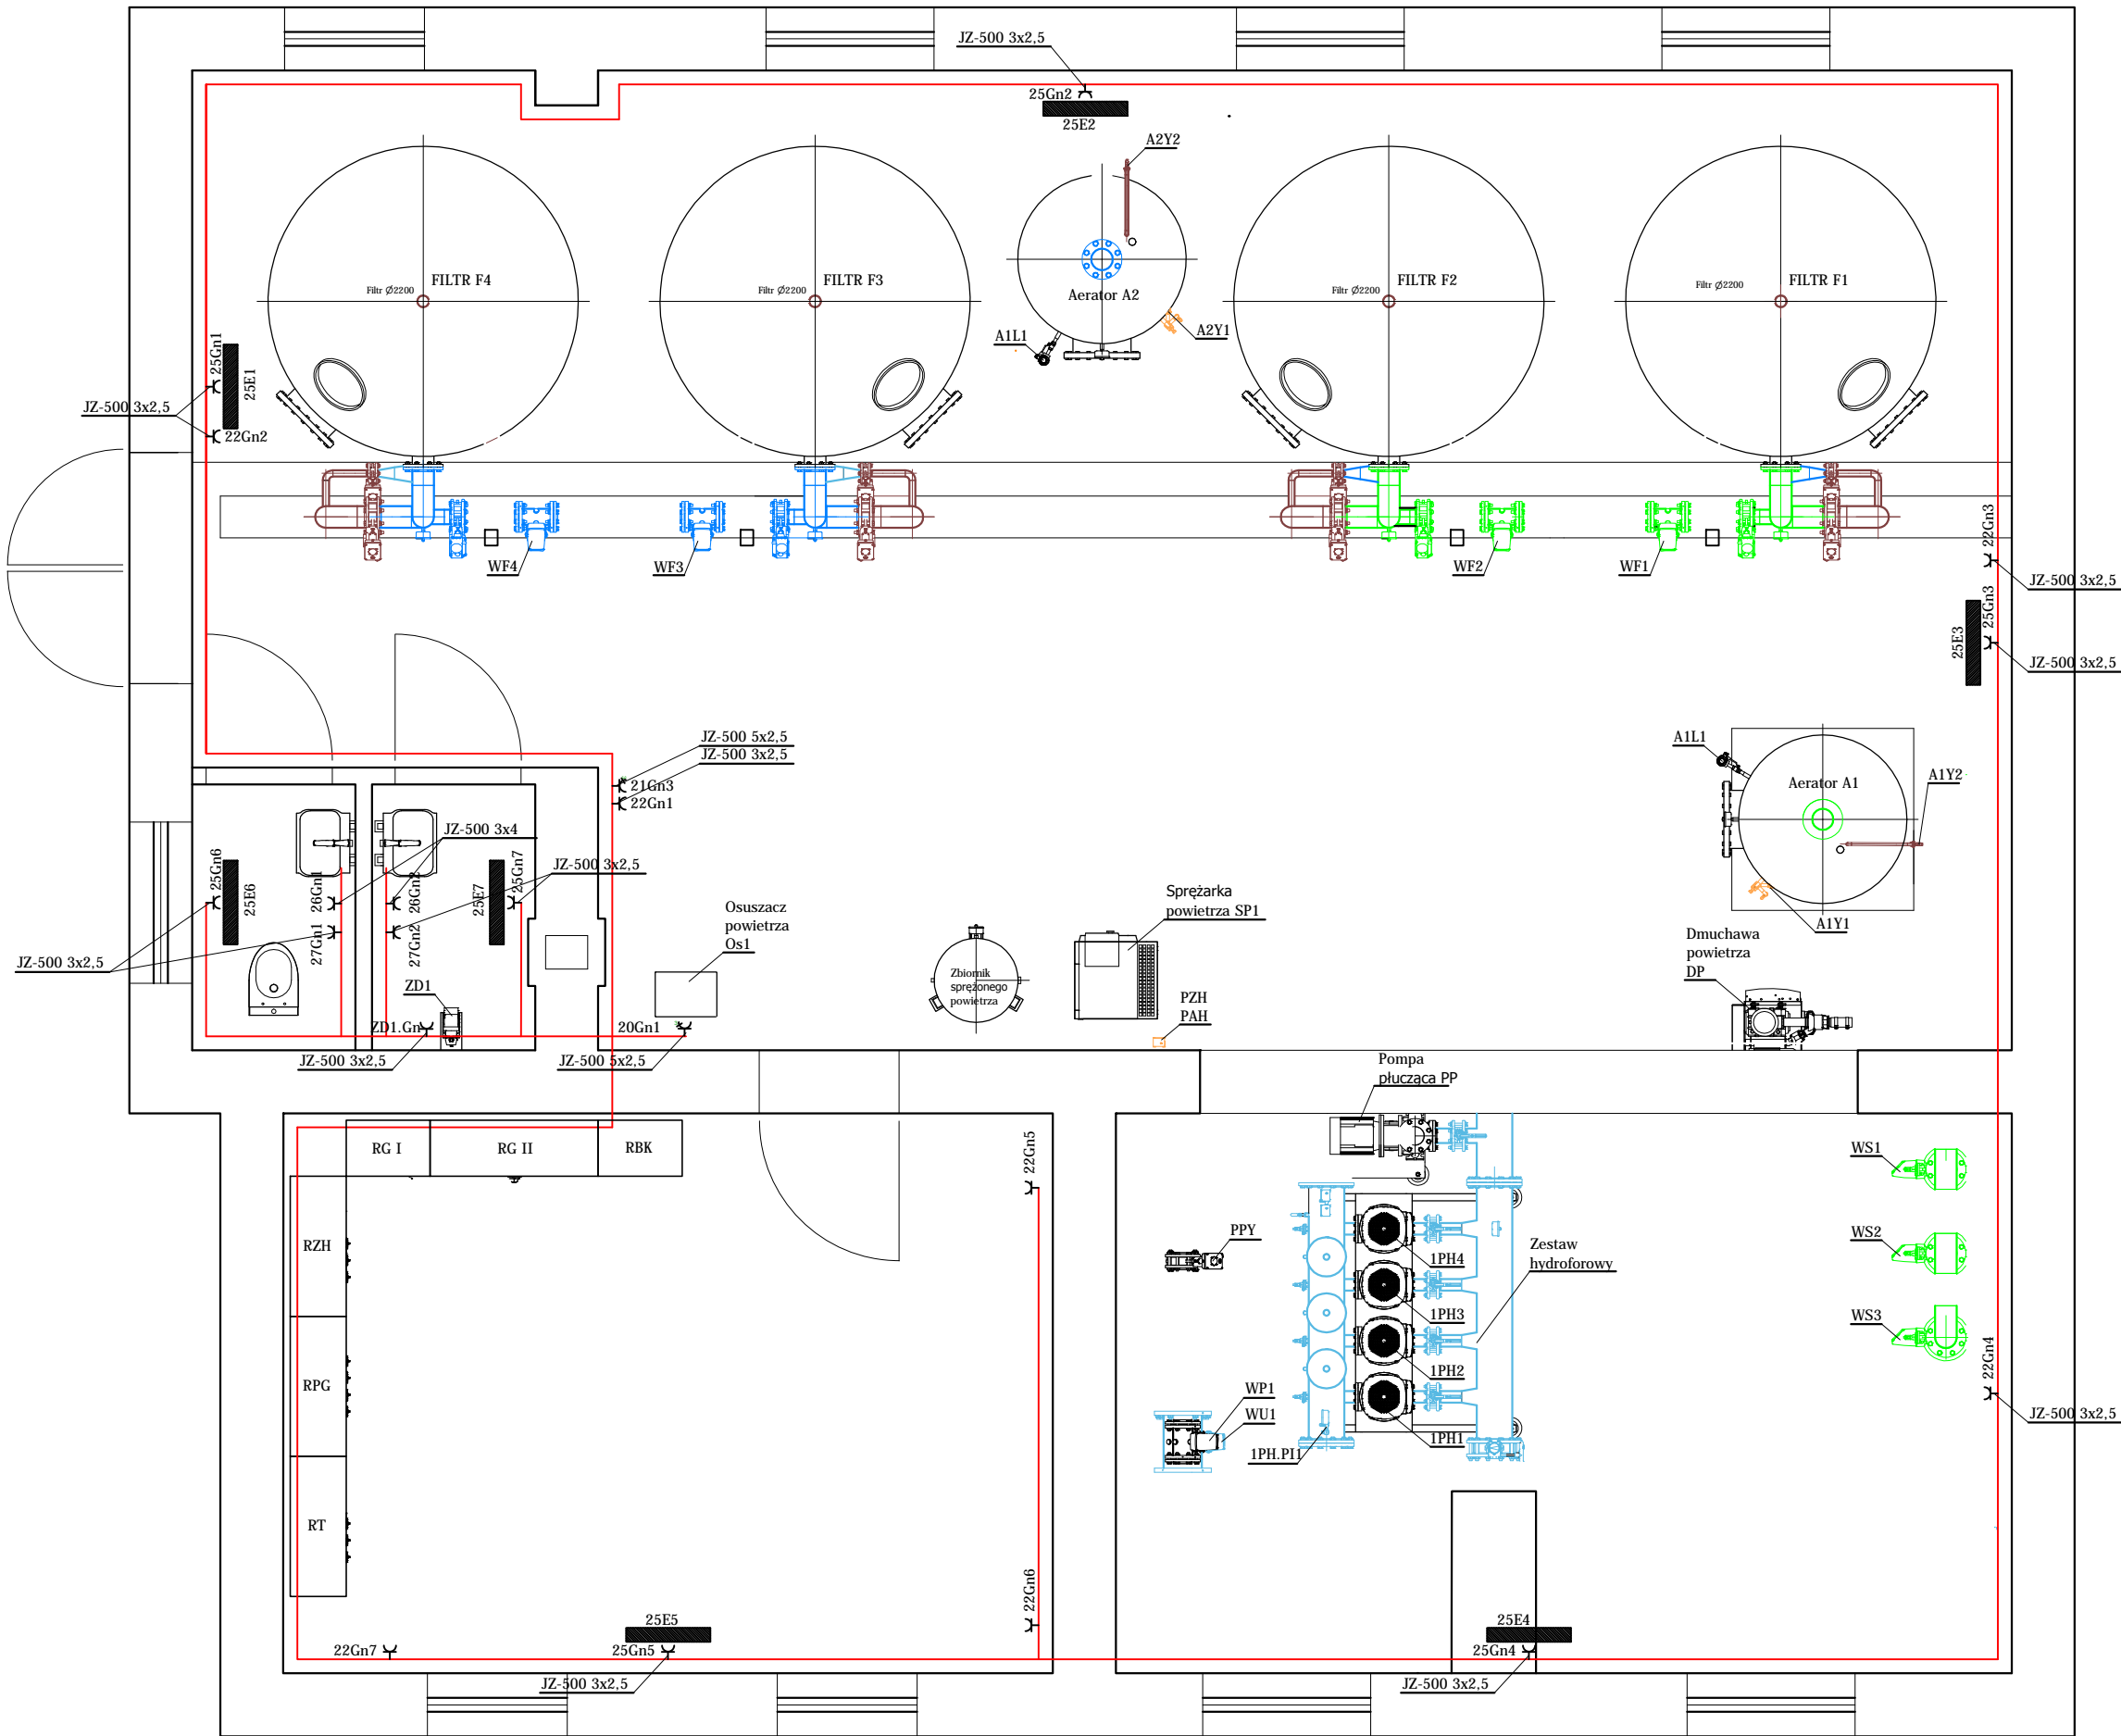 JZ-500 3x2,5
25Gn2
25E2
A2Y2
FILTR F4
Filtr Ø2200
FILTR F3
Filtr Ø2200
Aerator A2
FILTR F2
Filtr Ø2200
FILTR F1
Filtr Ø2200
A1L1
A2Y1
25Gn1
25E1
JZ-500 3x2,5
22Gn2
WF4
WF3
WF2
WF1
22Gn3
JZ-500 3x2,5
25Gn3
25E3
JZ-500 3x2,5
JZ-500 5x2,5
JZ-500 3x2,5
21Gn3
22Gn1
A1L1
Aerator A1
A1Y2
A1Y1
JZ-500 3x4
JZ-500 3x2,5
25Gn6
25E6
26Gn1
27Gn1
26Gn2
27Gn2
25E7
25Gn7
JZ-500 3x2,5
ZD1
ZD1.Gn
JZ-500 3x2,5
Osuszacz
powietrza
Os1
20Gn1
JZ-500 5x2,5
Zbiornik
sprężonego
powietrza
Sprężarka
powietrza SP1
PZH
PAH
Dmuchawa
powietrza
DP
Pompa
płucząca PP
RG I
RG II
RBK
RZH
RPG
RT
22Gn5
22Gn6
PPY
1PH4
1PH3
1PH2
1PH1
1PH.PI1
Zestaw
hydroforowy
WP1
WU1
WS1
WS2
WS3
22Gn4
JZ-500 3x2,5
22Gn7
25E5
25Gn5
JZ-500 3x2,5
25E4
25Gn4
JZ-500 3x2,5